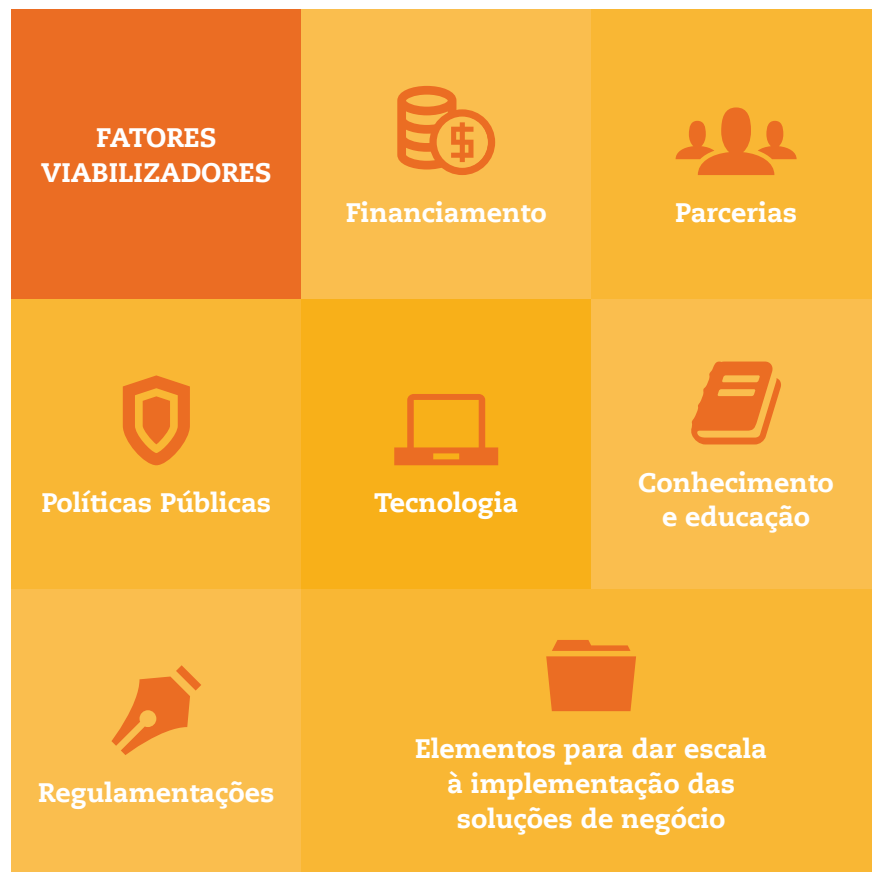 FATORES
VIABILIZADORES
Financiamento
Parcerias
Políticas Públicas
Tecnologia
Conhecimento
e educação
Regulamentações
Elementos para dar escala
à implementação das
soluções de negócio